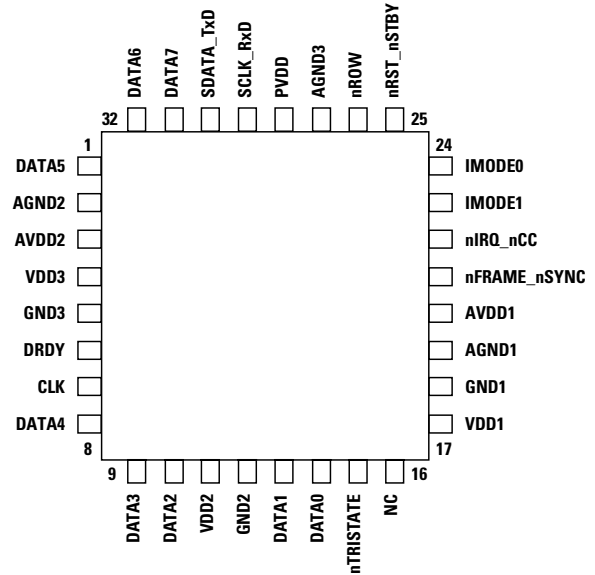 DATA6
DATA7
SDATA_TxD
SCLK_RxD
PVDD
AGND3
nROW
nRST_nSTBY
32
25
1
24
DATA5
IMODE0
AGND2
IMODE1
AVDD2
nIRQ_nCC
VDD3
nFRAME_nSYNC
GND3
AVDD1
DRDY
AGND1
CLK
GND1
DATA4
VDD1
8
17
9
16
DATA3
DATA2
VDD2
GND2
DATA1
DATA0
nTRISTATE
NC